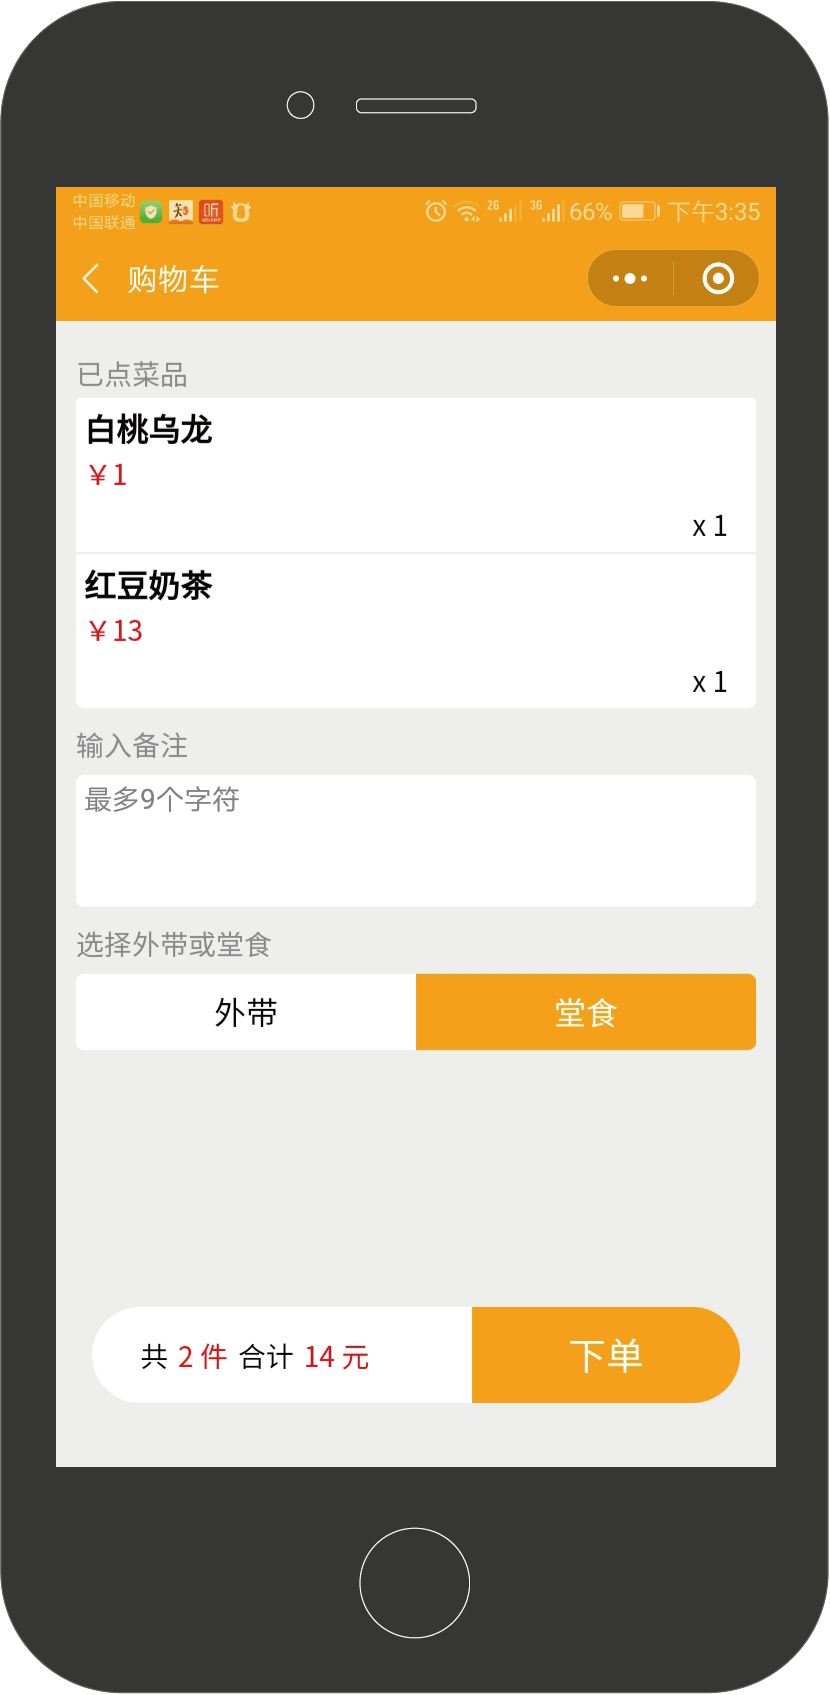 中国移动
中国联通
2G 3G 66% 下午3:35
购物车
已点菜品
白桃乌龙
￥1
x 1
红豆奶茶
￥13
x 1
输入备注
最多9个字符
选择外带或堂食
外带 堂食
共 2 件 合计 14 元 下单